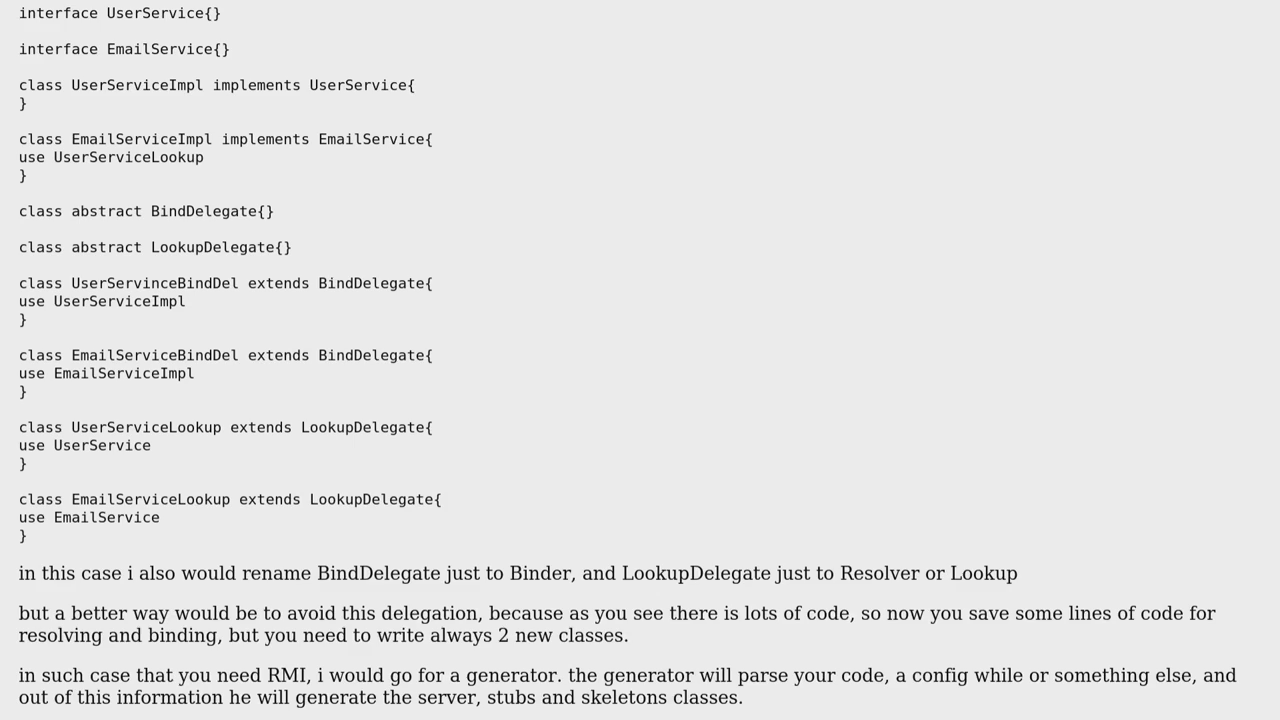 interface UserService{}
interface EmailService{}
class UserServiceImpl implements UserService{
}
class EmailServiceImpl implements EmailService{
use UserServiceLookup
}
class abstract BindDelegate{}
class abstract LookupDelegate{}
class UserServinceBindDel extends BindDelegate{
use UserServiceImpl
}
class EmailServiceBindDel extends BindDelegate{
use EmailServiceImpl
}
class UserServiceLookup extends LookupDelegate{
use UserService
}
class EmailServiceLookup extends LookupDelegate{
use EmailService
}
in this case i also would rename BindDelegate just to Binder, and LookupDelegate just to Resolver or Lookup
but a better way would be to avoid this delegation, because as you see there is lots of code, so now you save some lines of code for
resolving and binding, but you need to write always 2 new classes.
in such case that you need RMI, i would go for a generator. the generator will parse your code, a config while or something else, and
out of this information he will generate the server, stubs and skeletons classes.